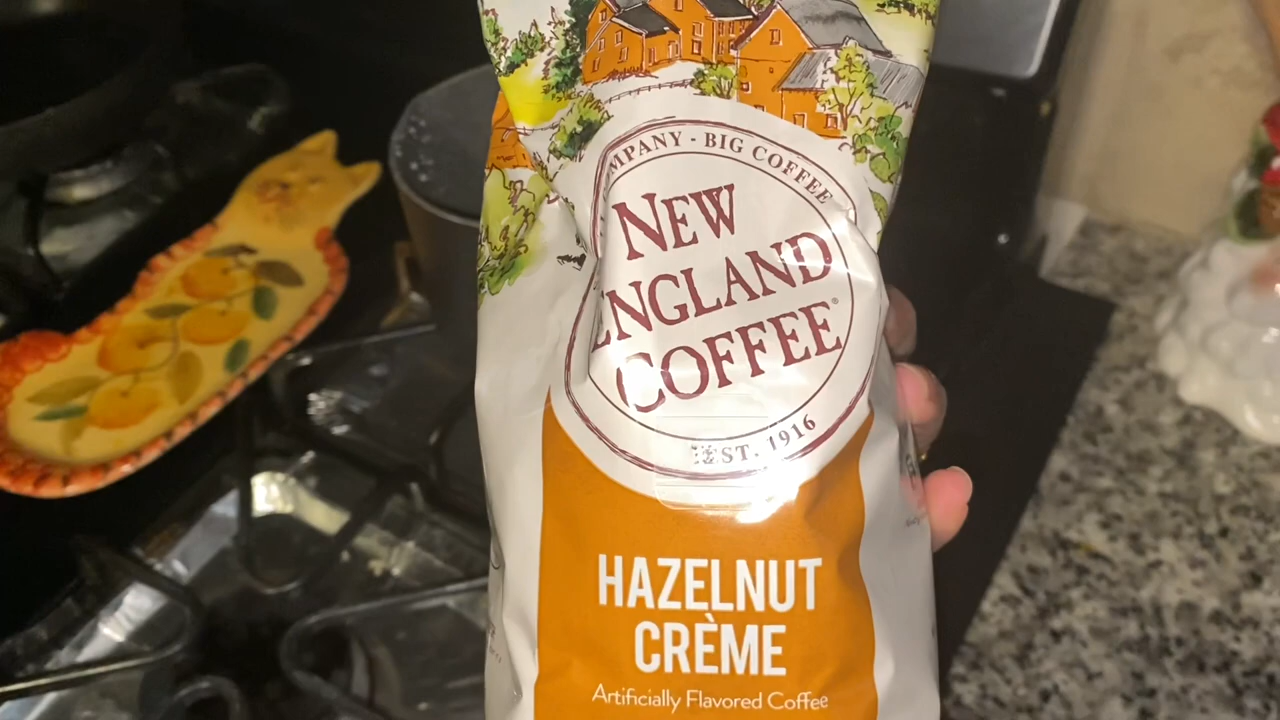 MPANY - BIG COFFEE
NEW
ENGLAND
COFFEE®
EST. 1916
HAZELNUT
CRÈME
Artificially Flavored Coffee